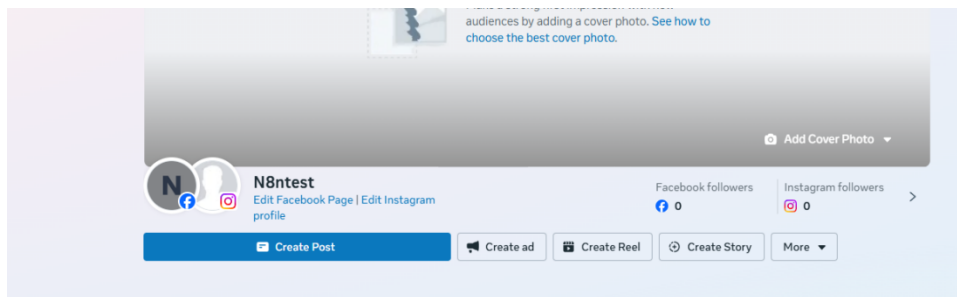 audiences by adding a cover photo. See how to
choose the best cover photo.
Add Cover Photo
N
N8ntest
Edit Facebook Page | Edit Instagram
profile
Facebook followers
0
Instagram followers
0
Create Post
Create ad
Create Reel
Create Story
More